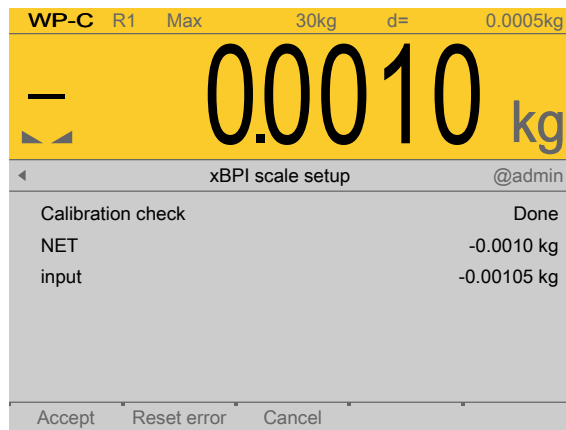 WP-C R1 Max 30kg d= 0.0005kg
– 0.0010 kg
xBPI scale setup @admin
Calibration check Done
NET -0.0010 kg
input -0.00105 kg
Accept Reset error Cancel